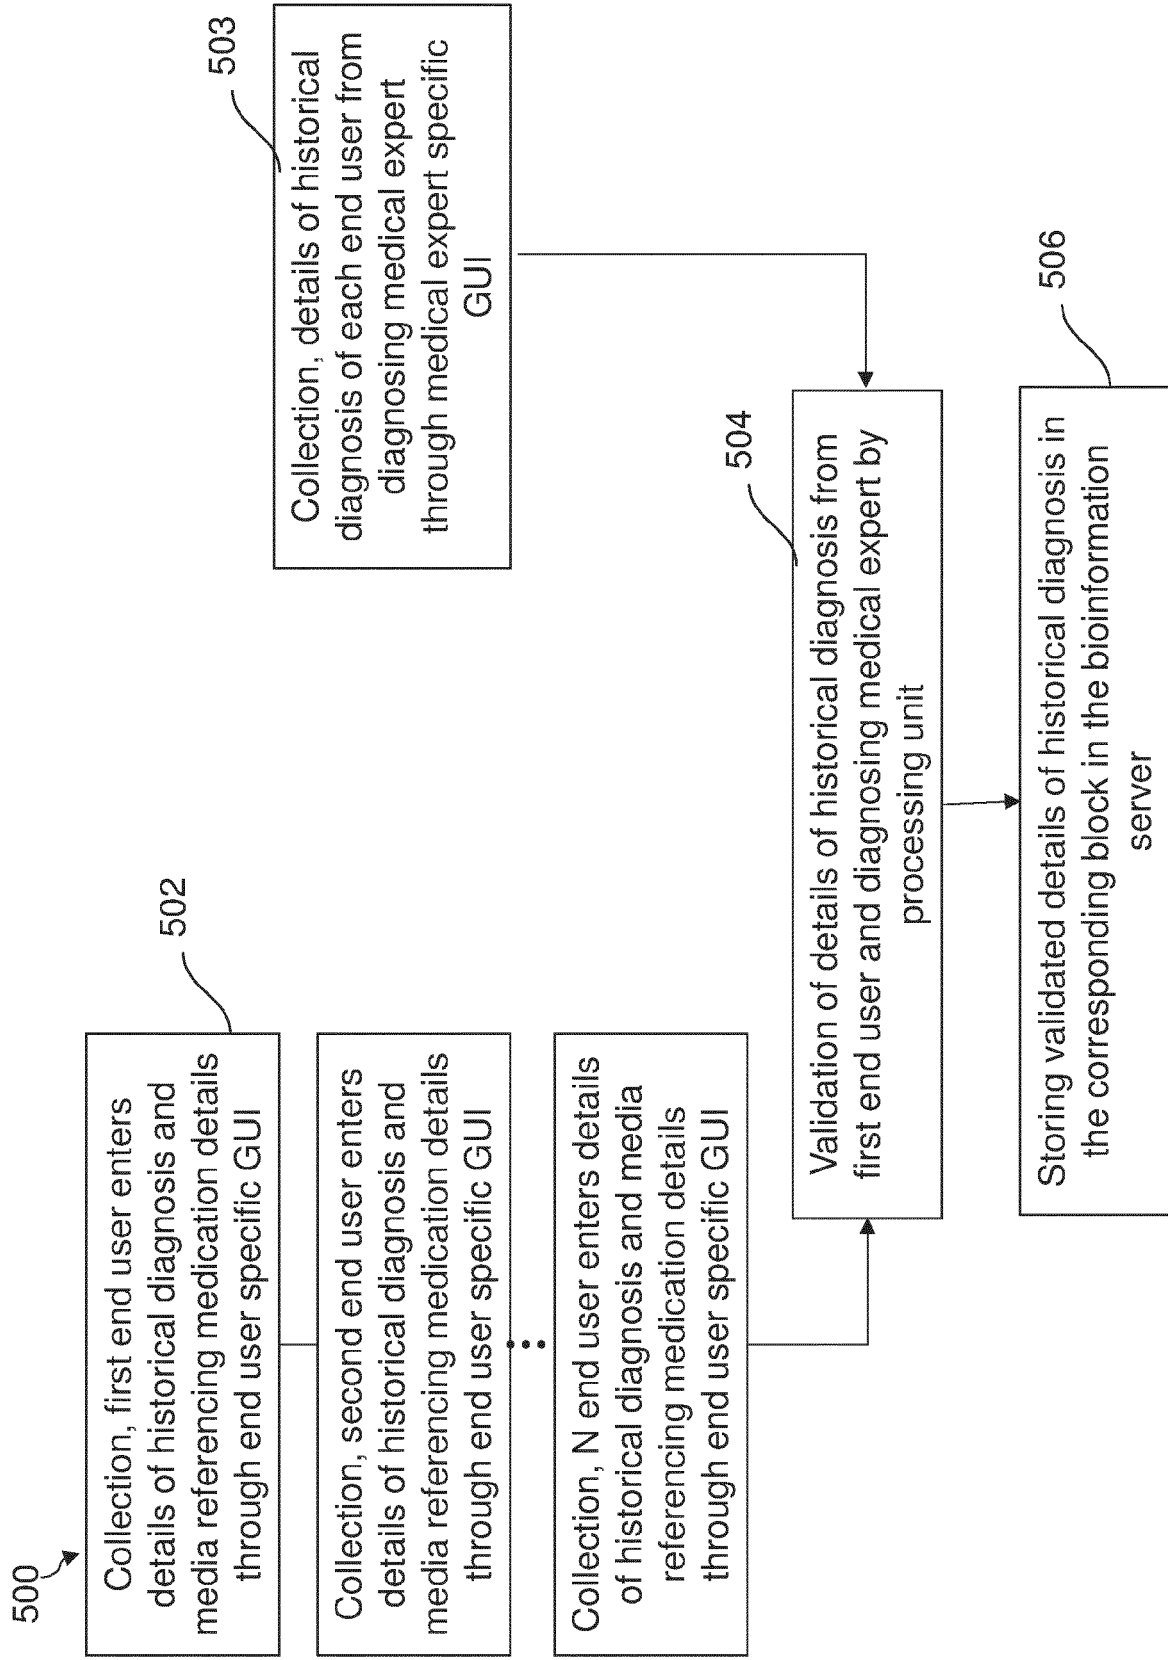 500
502
Collection, first end user enters
details of historical diagnosis and
media referencing medication details
through end user specific GUI
Collection, second end user enters
details of historical diagnosis and
media referencing medication details
through end user specific GUI
Collection, N end user enters details
of historical diagnosis and media
referencing medication details
through end user specific GUI
503
Collection, details of historical
diagnosis of each end user from
diagnosing medical expert
through medical expert specific
GUI
504
Validation of details of historical diagnosis from
first end user and diagnosing medical expert by
processing unit
506
Storing validated details of historical diagnosis in
the corresponding block in the bioinformation
server